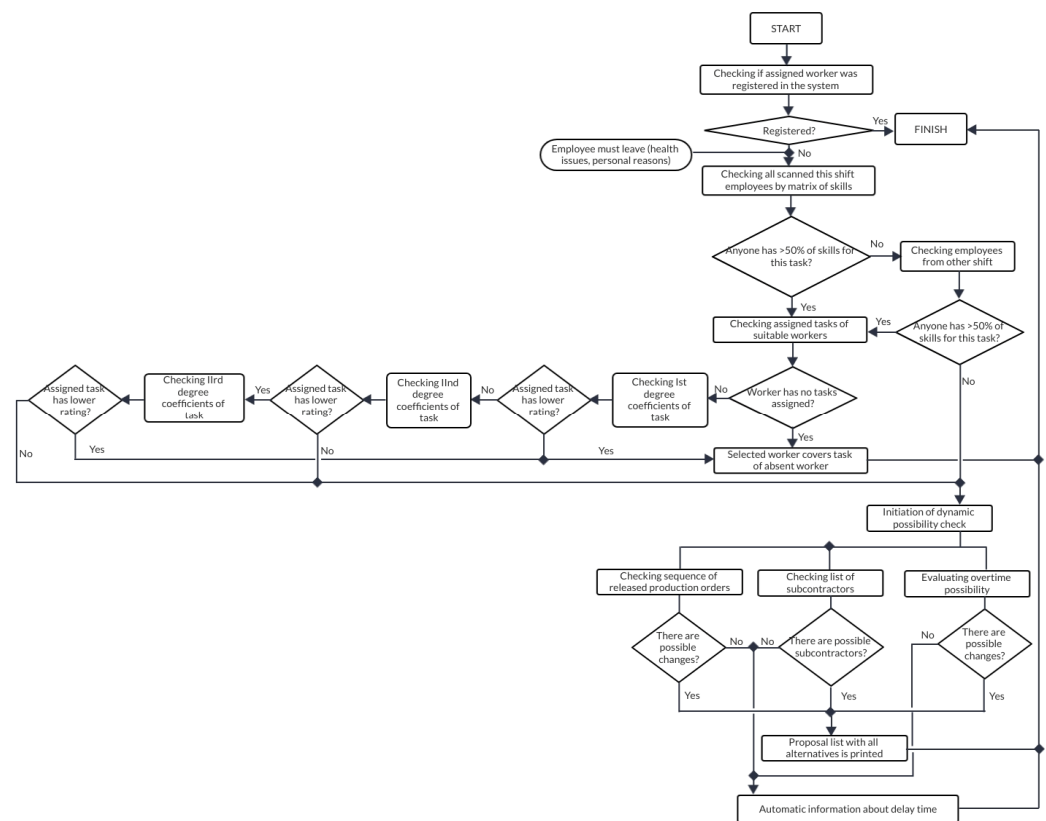 START
Checking if assigned worker was
registered in the system
Registered?
Yes
FINISH
Employee must leave (health
issues, personal reasons)
No
Checking all scanned this shift
employees by matrix of skills
Anyone has >50% of skills for
this task?
No
Checking employees
from other shift
Yes
Checking assigned tasks of
suitable workers
Yes
Anyone has >50% of
skills for this task?
No
Assigned task
has lower
rating?
Checking IIrd
degree
coefficients of
task
Yes
Assigned task
has lower
rating?
Checking IInd
degree
coefficients of
task
No
Assigned task
has lower
rating?
Checking Ist
degree
coefficients of
task
No
Worker has no tasks
assigned?
Yes
No
Yes
No
Yes
Selected worker covers task
of absent worker
Initiation of dynamic
possibility check
Checking sequence of
released production orders
Checking list of
subcontractors
Evaluating overtime
possibility
There are
possible
changes?
No
No
There are possible
subcontractors?
No
There are
possible
changes?
Yes
Yes
Yes
Proposal list with all
alternatives is printed
Automatic information about delay time